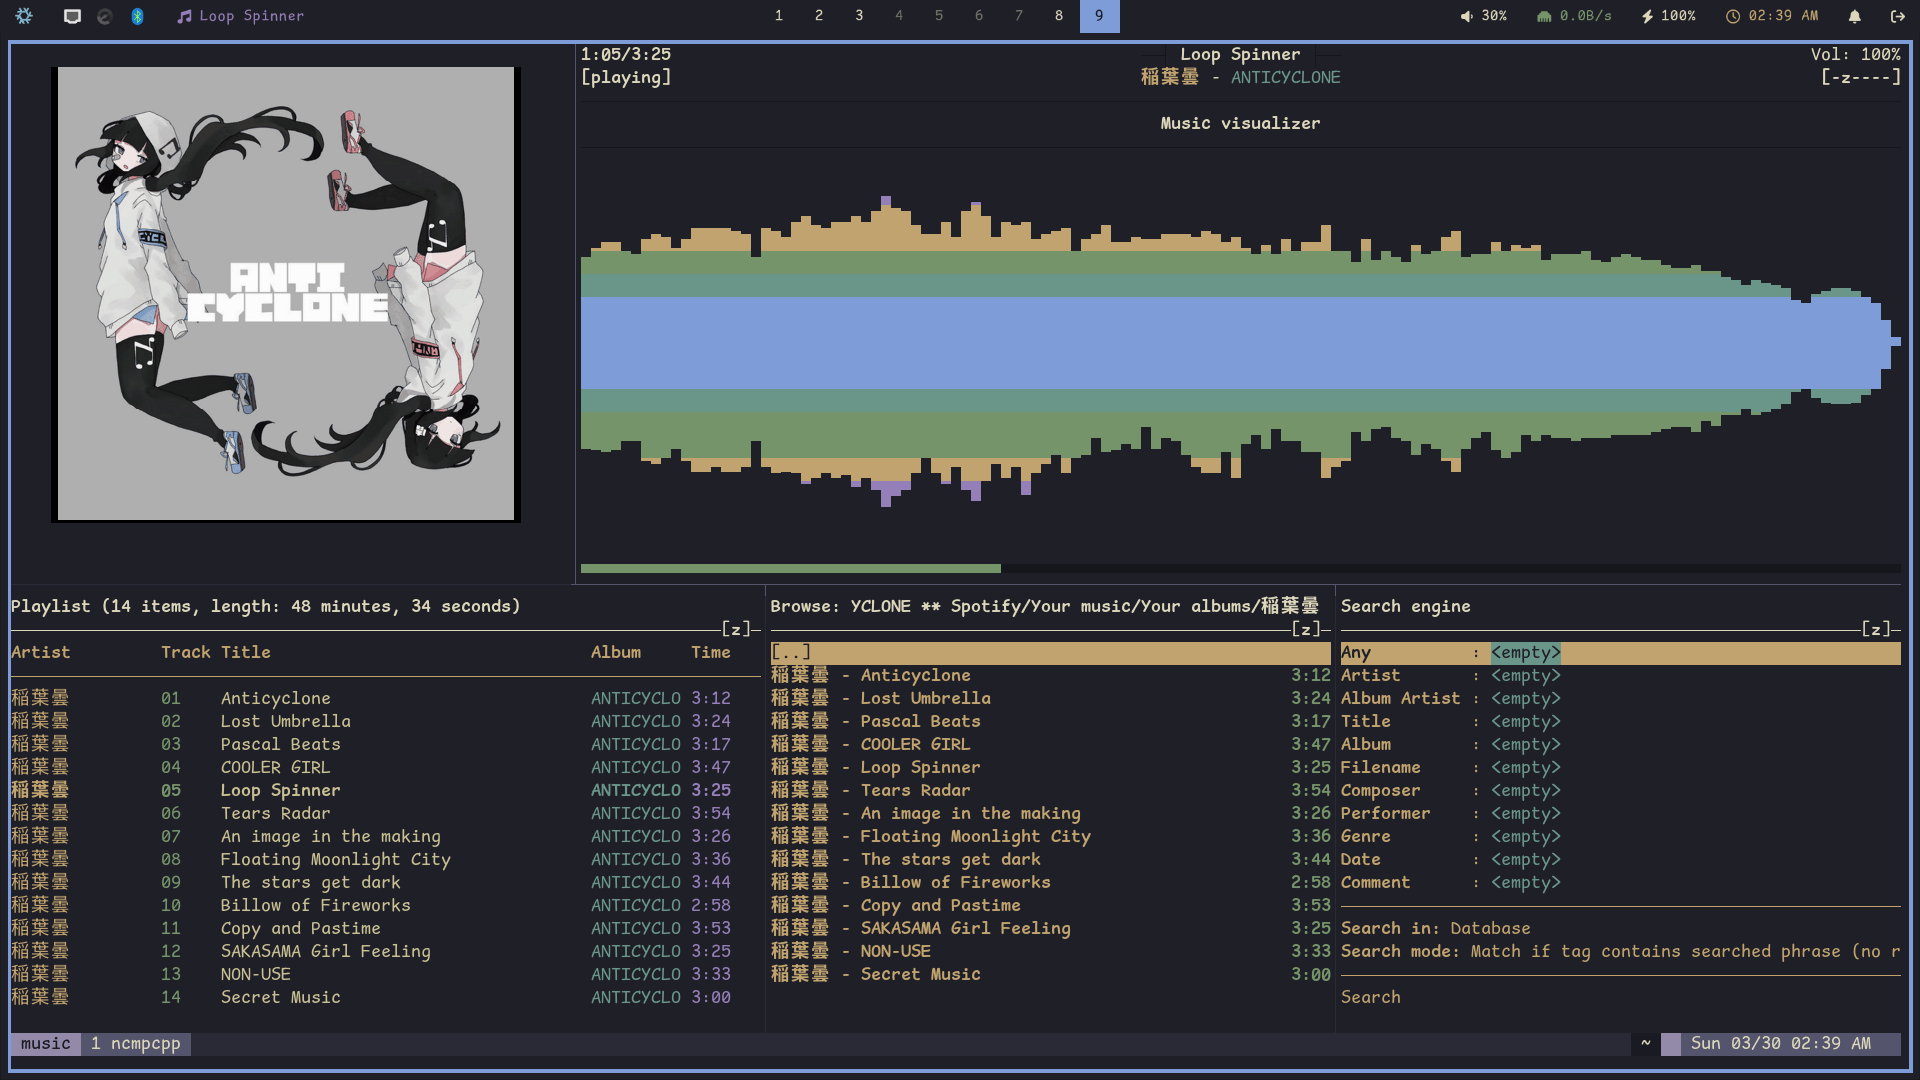 Loop Spinner
1 2 3 4 5 6 7 8 9
30% 0.0B/s 100% 02:39 AM
ANTI
CYCLONE
1:05/3:25 Loop Spinner Vol: 100%
[playing] 稲葉曇 - ANTICYCLONE [-z----]
Music visualizer
Playlist (14 items, length: 48 minutes, 34 seconds)
[z]
Artist Track Title Album Time
稲葉曇 01 Anticyclone ANTICYCLO 3:12
稲葉曇 02 Lost Umbrella ANTICYCLO 3:24
稲葉曇 03 Pascal Beats ANTICYCLO 3:17
稲葉曇 04 COOLER GIRL ANTICYCLO 3:47
稲葉曇 05 Loop Spinner ANTICYCLO 3:25
稲葉曇 06 Tears Radar ANTICYCLO 3:54
稲葉曇 07 An image in the making ANTICYCLO 3:26
稲葉曇 08 Floating Moonlight City ANTICYCLO 3:36
稲葉曇 09 The stars get dark ANTICYCLO 3:44
稲葉曇 10 Billow of Fireworks ANTICYCLO 2:58
稲葉曇 11 Copy and Pastime ANTICYCLO 3:53
稲葉曇 12 SAKASAMA Girl Feeling ANTICYCLO 3:25
稲葉曇 13 NON-USE ANTICYCLO 3:33
稲葉曇 14 Secret Music ANTICYCLO 3:00
Browse: YCLONE ** Spotify/Your music/Your albums/稲葉曇
[z]
[..]
稲葉曇 - Anticyclone 3:12
稲葉曇 - Lost Umbrella 3:24
稲葉曇 - Pascal Beats 3:17
稲葉曇 - COOLER GIRL 3:47
稲葉曇 - Loop Spinner 3:25
稲葉曇 - Tears Radar 3:54
稲葉曇 - An image in the making 3:26
稲葉曇 - Floating Moonlight City 3:36
稲葉曇 - The stars get dark 3:44
稲葉曇 - Billow of Fireworks 2:58
稲葉曇 - Copy and Pastime 3:53
稲葉曇 - SAKASAMA Girl Feeling 3:25
稲葉曇 - NON-USE 3:33
稲葉曇 - Secret Music 3:00
Search engine
[z]
Any : <empty>
Artist : <empty>
Album Artist : <empty>
Title : <empty>
Album : <empty>
Filename : <empty>
Composer : <empty>
Performer : <empty>
Genre : <empty>
Date : <empty>
Comment : <empty>
Search in: Database
Search mode: Match if tag contains searched phrase (no r
Search
music 1 ncmpcpp ~ Sun 03/30 02:39 AM